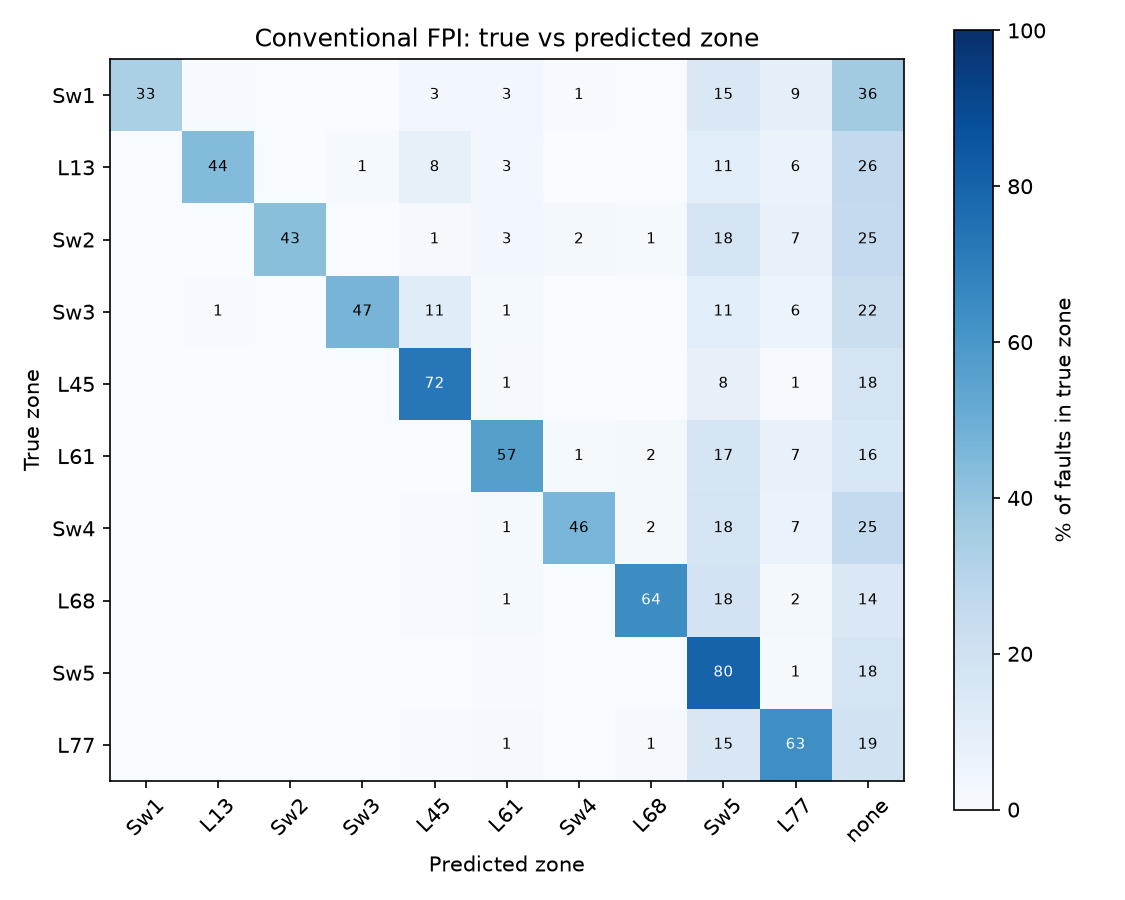 Conventional FPI: true vs predicted zone
Sw1 33 3 3 1 15 9 36
L13 44 1 8 3 11 6 26
Sw2 43 1 3 2 1 18 7 25
Sw3 1 47 11 1 11 6 22
L45 72 1 8 1 18
L61 57 1 2 17 7 16
Sw4 1 46 2 18 7 25
L68 1 64 18 2 14
Sw5 80 1 18
L77 1 1 15 63 19
Sw1 L13 Sw2 Sw3 L45 L61 Sw4 L68 Sw5 L77 none
Predicted zone
True zone
100
80
60
40
20
0
% of faults in true zone